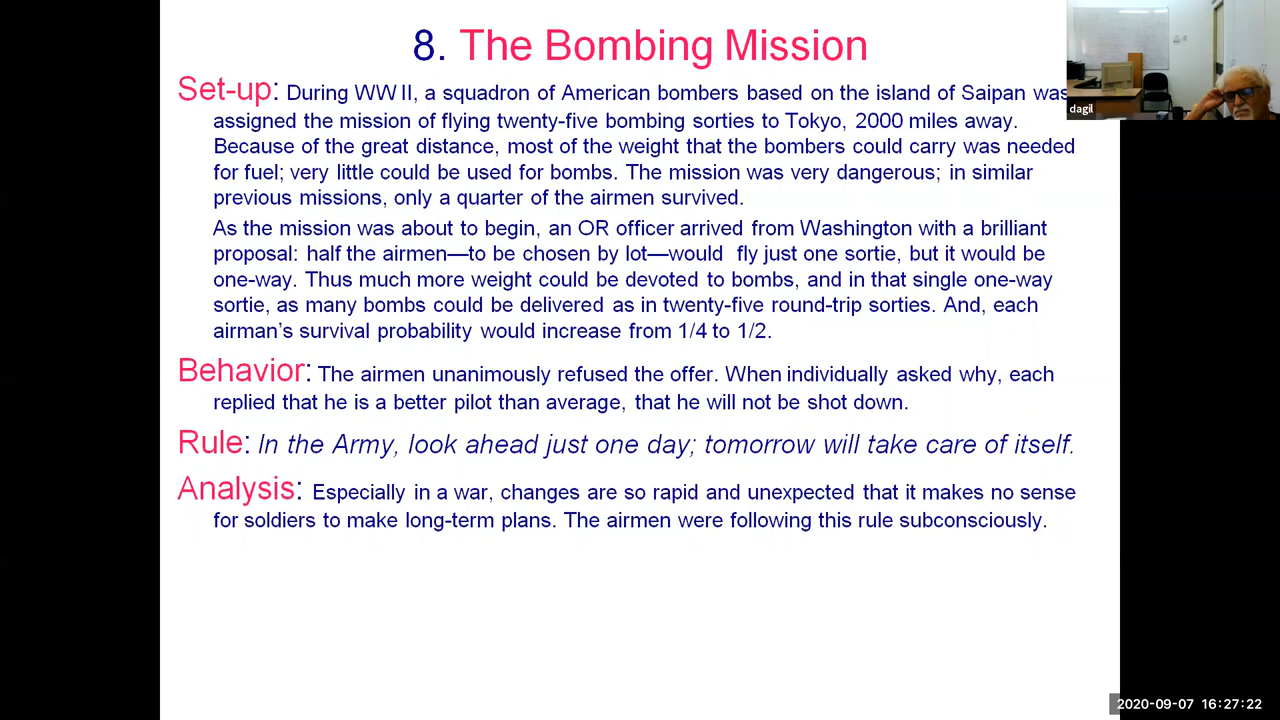 8. The Bombing Mission
Set-up: During WW II, a squadron of American bombers based on the island of Saipan was
assigned the mission of flying twenty-five bombing sorties to Tokyo, 2000 miles away.
Because of the great distance, most of the weight that the bombers could carry was needed
for fuel; very little could be used for bombs. The mission was very dangerous; in similar
previous missions, only a quarter of the airmen survived.
As the mission was about to begin, an OR officer arrived from Washington with a brilliant
proposal: half the airmen—to be chosen by lot—would fly just one sortie, but it would be
one-way. Thus much more weight could be devoted to bombs, and in that single one-way
sortie, as many bombs could be delivered as in twenty-five round-trip sorties. And, each
airman's survival probability would increase from 1/4 to 1/2.
Behavior: The airmen unanimously refused the offer. When individually asked why, each
replied that he is a better pilot than average, that he will not be shot down.
Rule: In the Army, look ahead just one day; tomorrow will take care of itself.
Analysis: Especially in a war, changes are so rapid and unexpected that it makes no sense
for soldiers to make long-term plans. The airmen were following this rule subconsciously.
dagil
2020-09-07 16:27:22